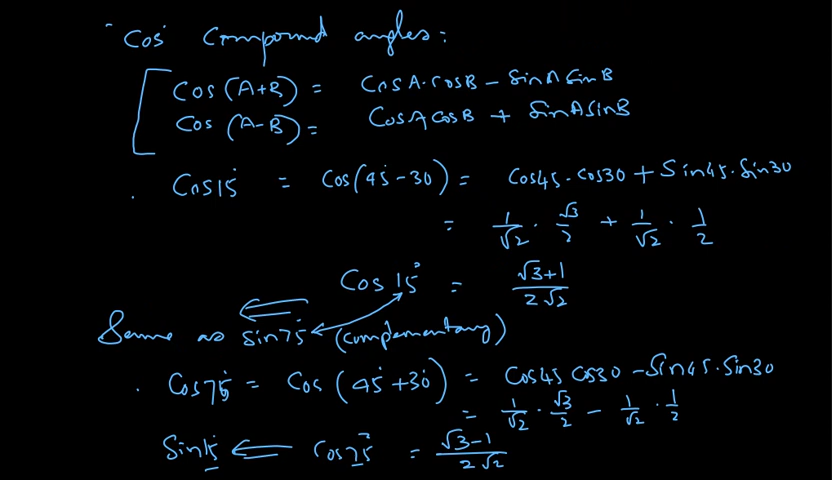 "Cos" Compound angles:
Cos (A+B) = CosA.cosB − SinA SinB
Cos (A−B) = CosA CosB + SinA SinB
. Cos15° = Cos(45°−30) = Cos45.cos30 + Sin45.Sin30
= 1/√2 · √3/2 + 1/√2 · 1/2
Cos 15° = √3+1 / 2√2
Same as sin75° (complementary)
. Cos75° = Cos (45°+30°) = Cos45 Cos30 − Sin45.Sin30
= 1/√2 · √3/2 − 1/√2 · 1/2
Sin15° ⟵ Cos75° = √3−1 / 2√2